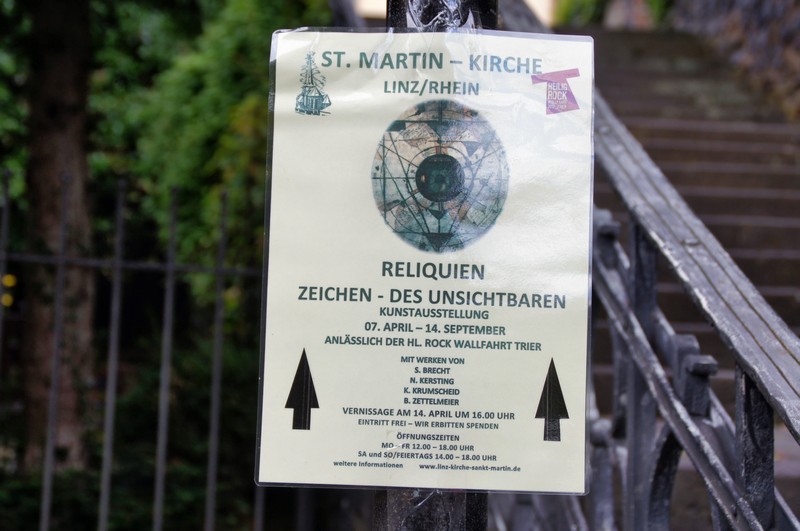 ST. MARTIN – KIRCHE
LINZ/RHEIN
HEILIG
ROCK
RELIQUIEN
ZEICHEN - DES UNSICHTBAREN
KUNSTAUSSTELLUNG
07. APRIL – 14. SEPTEMBER
ANLÄSSLICH DER HL. ROCK WALLFAHRT TRIER
MIT WERKEN VON
S. BRECHT
N. KERSTING
K. KRUMSCHEID
B. ZETTELMEIER
VERNISSAGE AM 14. APRIL UM 16.00 UHR
EINTRITT FREI – WIR ERBITTEN SPENDEN
ÖFFNUNGSZEITEN
MO - FR 12.00 – 18.00 UHR
SA und SO/FEIERTAGS 14.00 – 18.00 UHR
weitere Informationen www.linz-kirche-sankt-martin.de